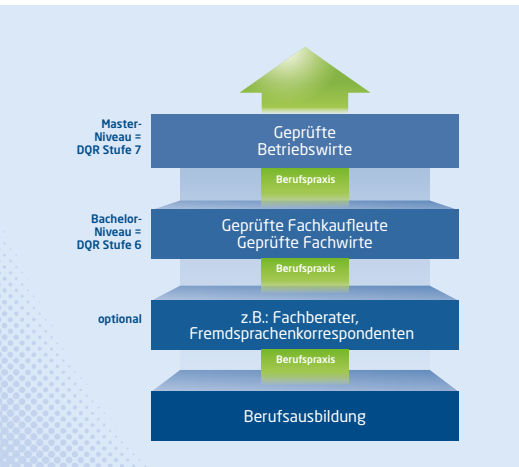 Master-
Niveau =
DQR Stufe 7
Geprüfte
Betriebswirte
Berufspraxis
Bachelor-
Niveau =
DQR Stufe 6
Geprüfte Fachkaufleute
Geprüfte Fachwirte
Berufspraxis
optional
z.B.: Fachberater,
Fremdsprachenkorrespondenten
Berufspraxis
Berufsausbildung